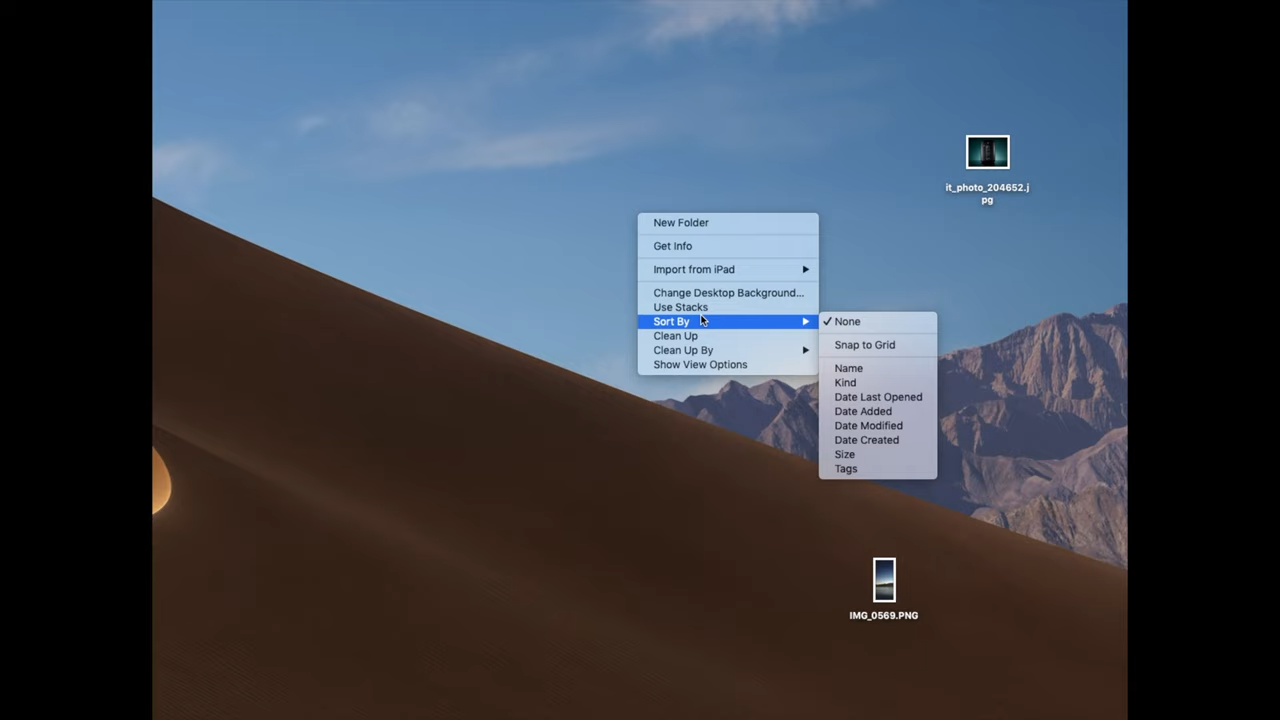 it_photo_204652.j
pg
New Folder
Get Info
Import from iPad
Change Desktop Background...
Use Stacks
Sort By
Clean Up
Clean Up By
Show View Options
None
Snap to Grid
Name
Kind
Date Last Opened
Date Added
Date Modified
Date Created
Size
Tags
IMG_0569.PNG